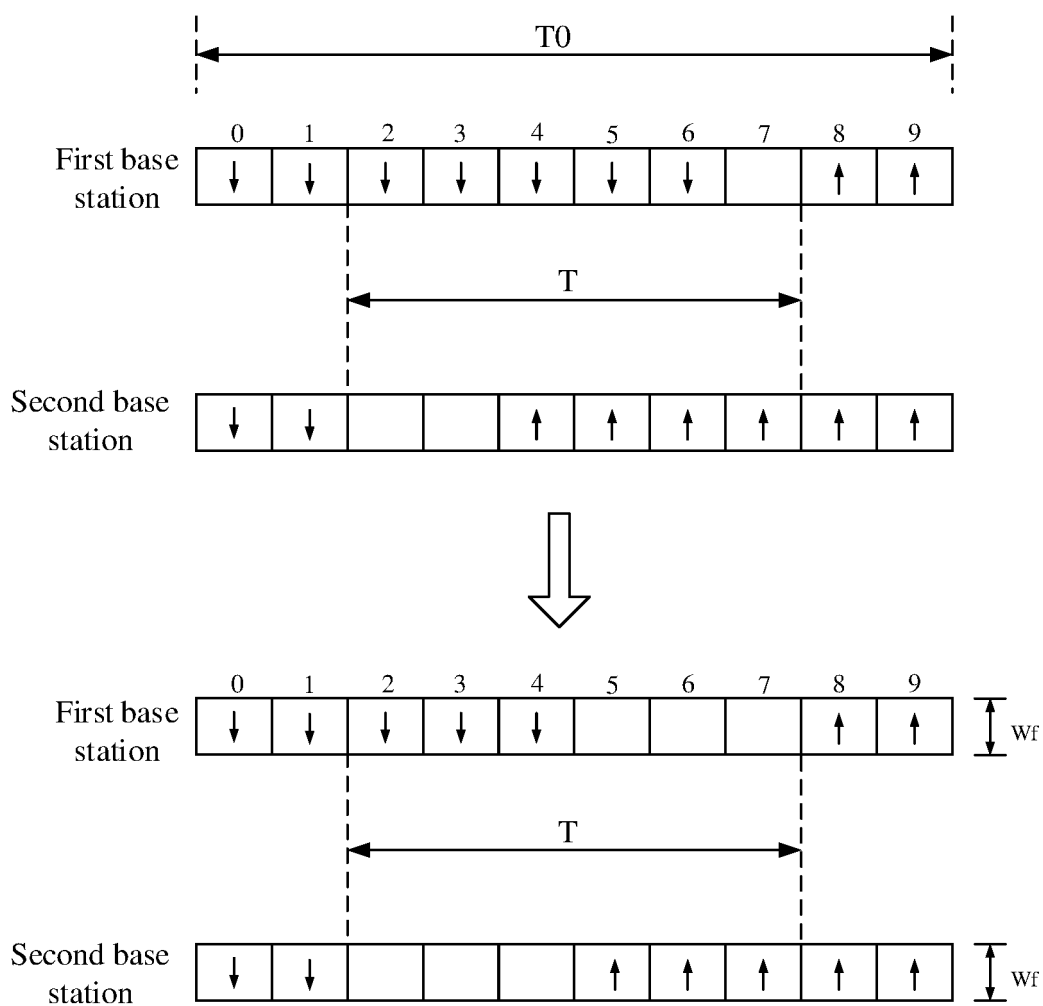 T0
0 1 2 3 4 5 6 7 8 9
First base
station
T
Second base
station
0 1 2 3 4 5 6 7 8 9
First base
station
Wf
T
Second base
station
Wf